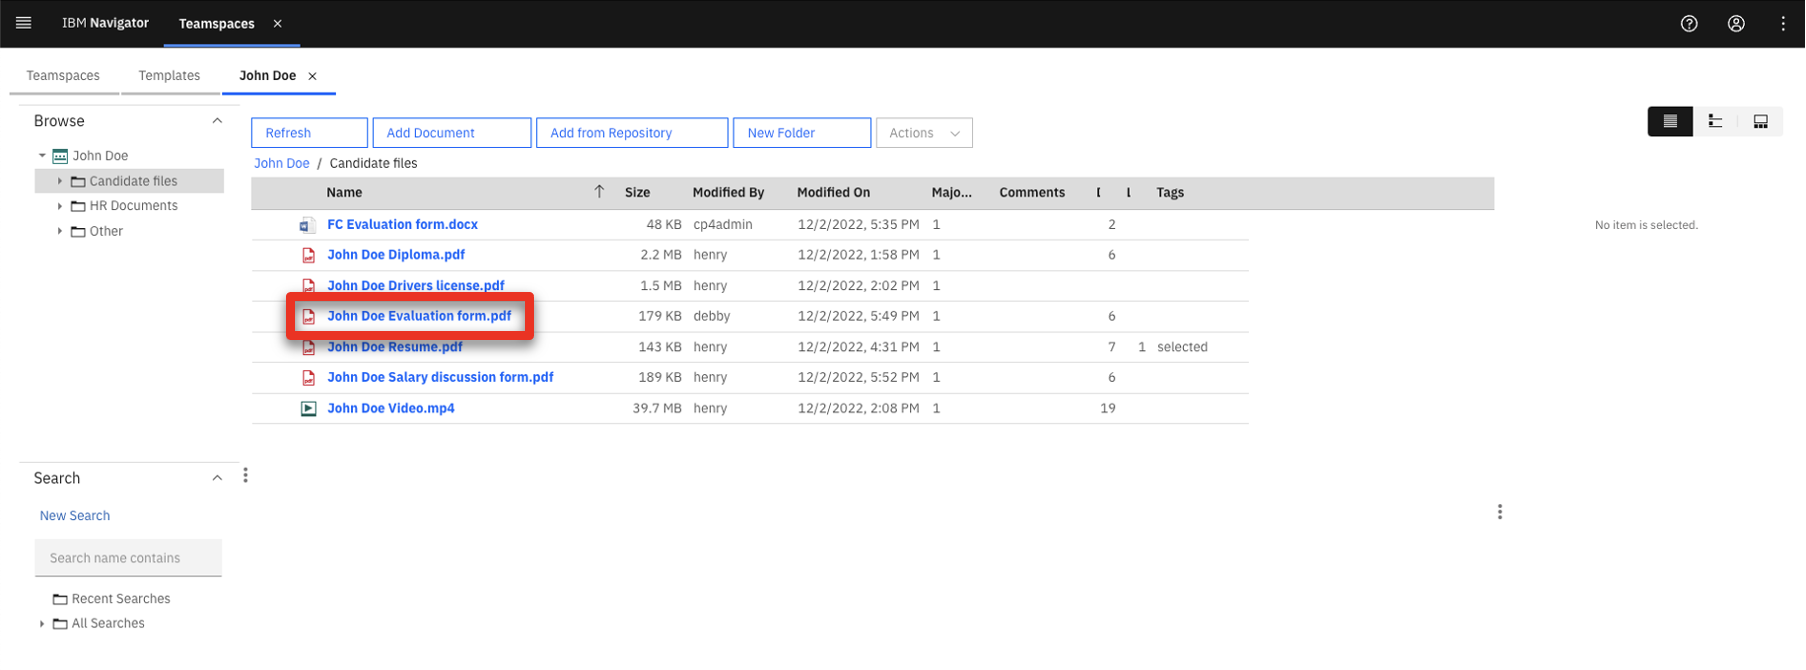 IBM Navigator Teamspaces
Teamspaces Templates John Doe
Browse
John Doe
Candidate files
HR Documents
Other
Refresh Add Document Add from Repository New Folder Actions
John Doe / Candidate files
Name Size Modified By Modified On Majo... Comments Tags
FC Evaluation form.docx 48 KB cp4admin 12/2/2022, 5:35 PM 1 2
John Doe Diploma.pdf 2.2 MB henry 12/2/2022, 1:58 PM 1 6
John Doe Drivers license.pdf 1.5 MB henry 12/2/2022, 2:02 PM 1
John Doe Evaluation form.pdf 179 KB debby 12/2/2022, 5:49 PM 1 6
John Doe Resume.pdf 143 KB henry 12/2/2022, 4:31 PM 1 7 1 selected
John Doe Salary discussion form.pdf 189 KB henry 12/2/2022, 5:52 PM 1 6
John Doe Video.mp4 39.7 MB henry 12/2/2022, 2:08 PM 1 19
No item is selected.
Search
New Search
Search name contains
Recent Searches
All Searches